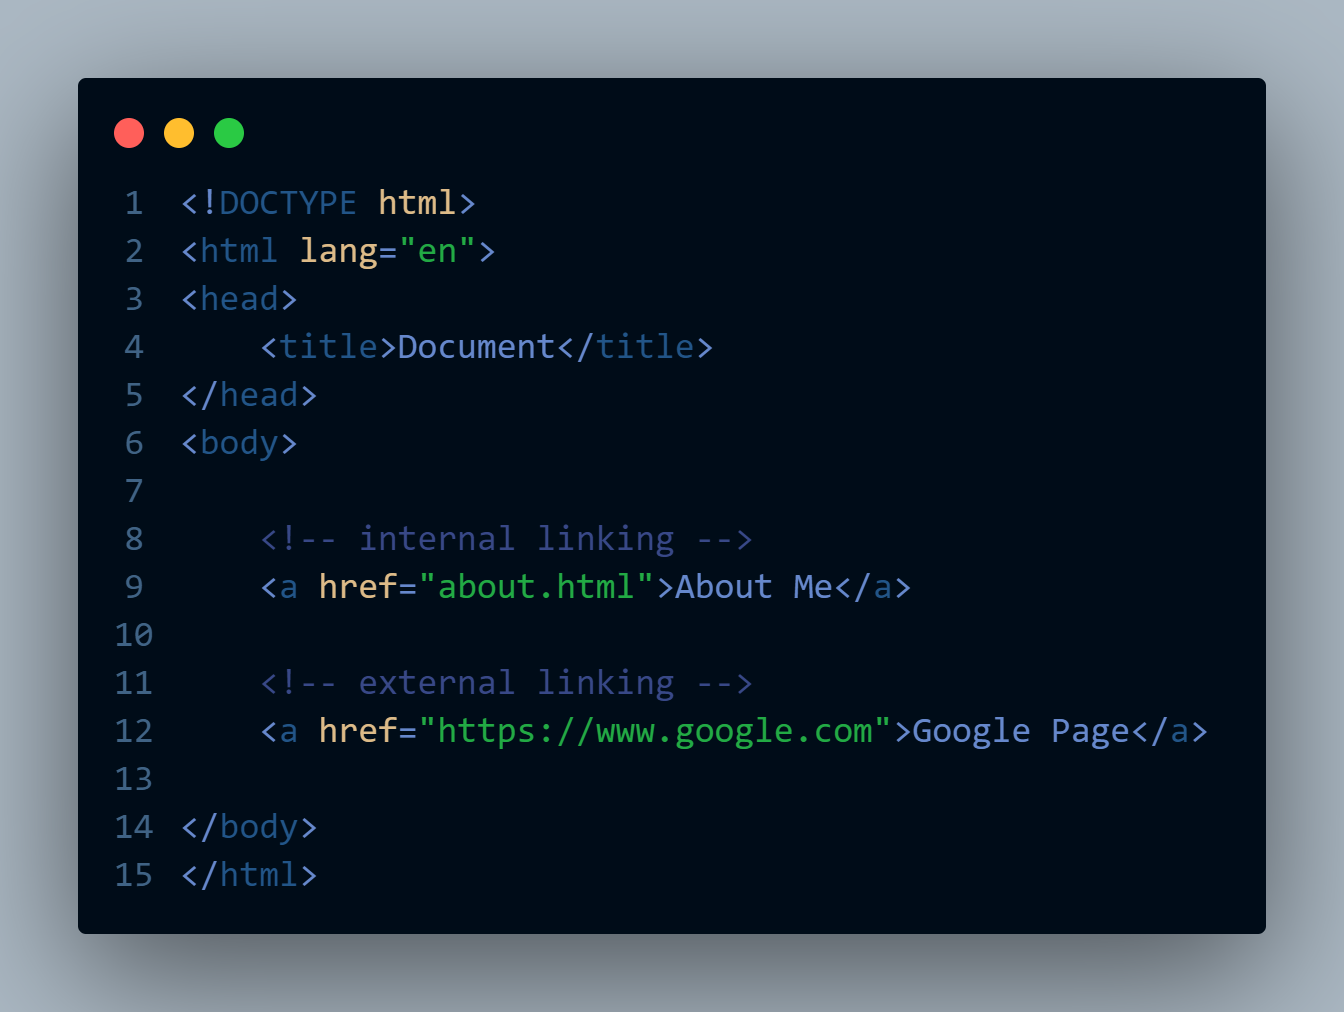 1 <!DOCTYPE html>
2 <html lang="en">
3 <head>
4     <title>Document</title>
5 </head>
6 <body>
7
8     <!-- internal linking -->
9     <a href="about.html">About Me</a>
10
11     <!-- external linking -->
12     <a href="https://www.google.com">Google Page</a>
13
14 </body>
15 </html>